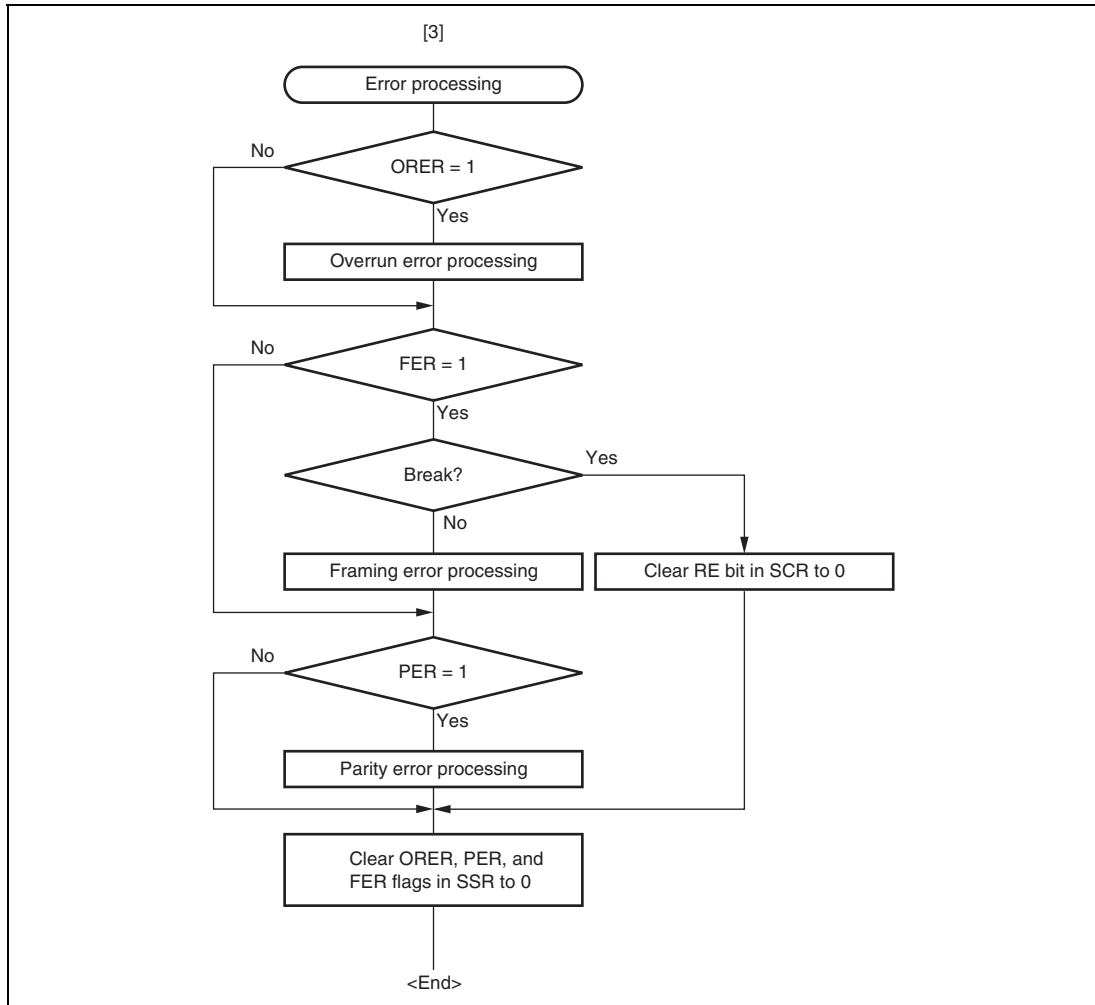 [3]
Error processing
No
ORER = 1
Yes
Overrun error processing
No
FER = 1
Yes
Break?
Yes
No
Framing error processing
Clear RE bit in SCR to 0
No
PER = 1
Yes
Parity error processing
Clear ORER, PER, and
FER flags in SSR to 0
<End>